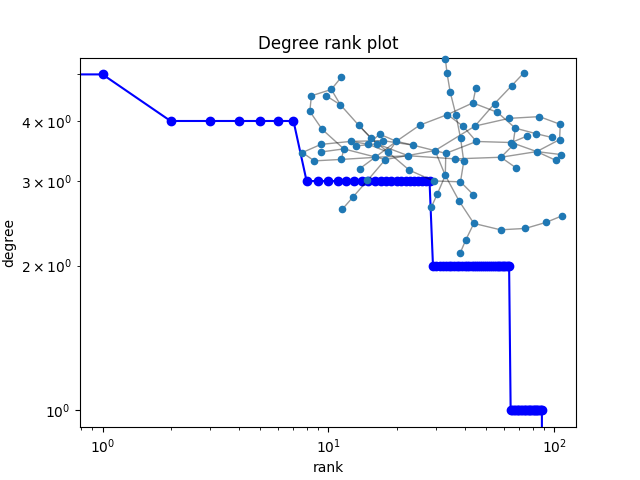 Degree rank plot
degree
4 × 10⁰
3 × 10⁰
2 × 10⁰
10⁰
10⁰
10¹
10²
rank